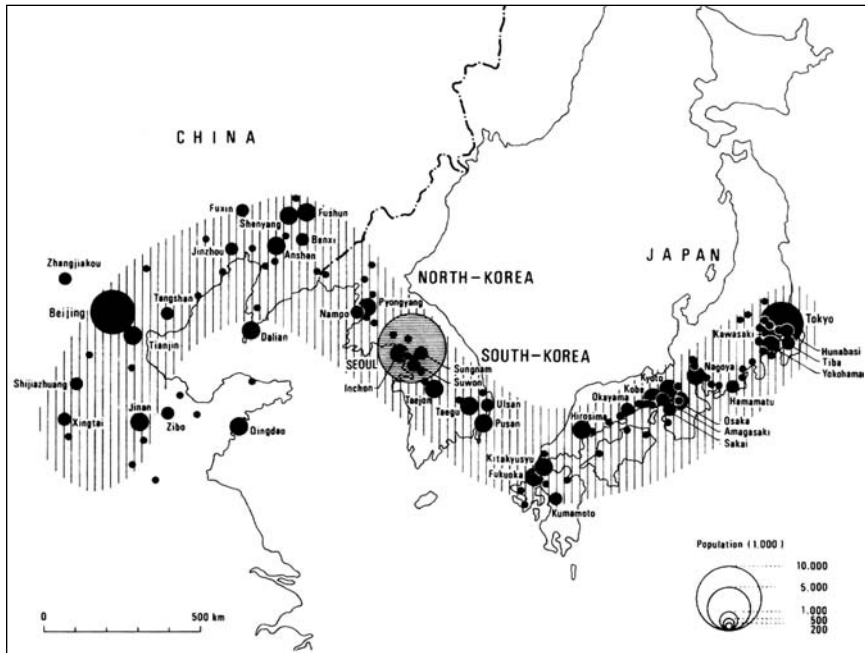 CHINA
Fuxin
Fushun
Shenyang
Benxi
Jinzhou
Anshan
Zhangjiakou
JAPAN
NORTH-KOREA
Tangshan
Beijing
Pyongyang
Nampo
Tokyo
Tianjin
Dalian
Kawasaki
SOUTH-KOREA
Hunabasi
SEOUL
Sungnam
Tiba
Yokohama
Suwon
Kyoto
Nagoya
Shijiazhuang
Inchon
Kobe
Hamamatu
Taejon
Okayama
Ulsan
Taegu
Osaka
Xingtai
Jinan
Zibo
Hirosima
Amagasaki
Qingdao
Pusan
Sakai
Kitakyusyu
Fukuoka
Kumamoto
Population (1,000)
10.000
5.000
1.000
500
200
0 500 km